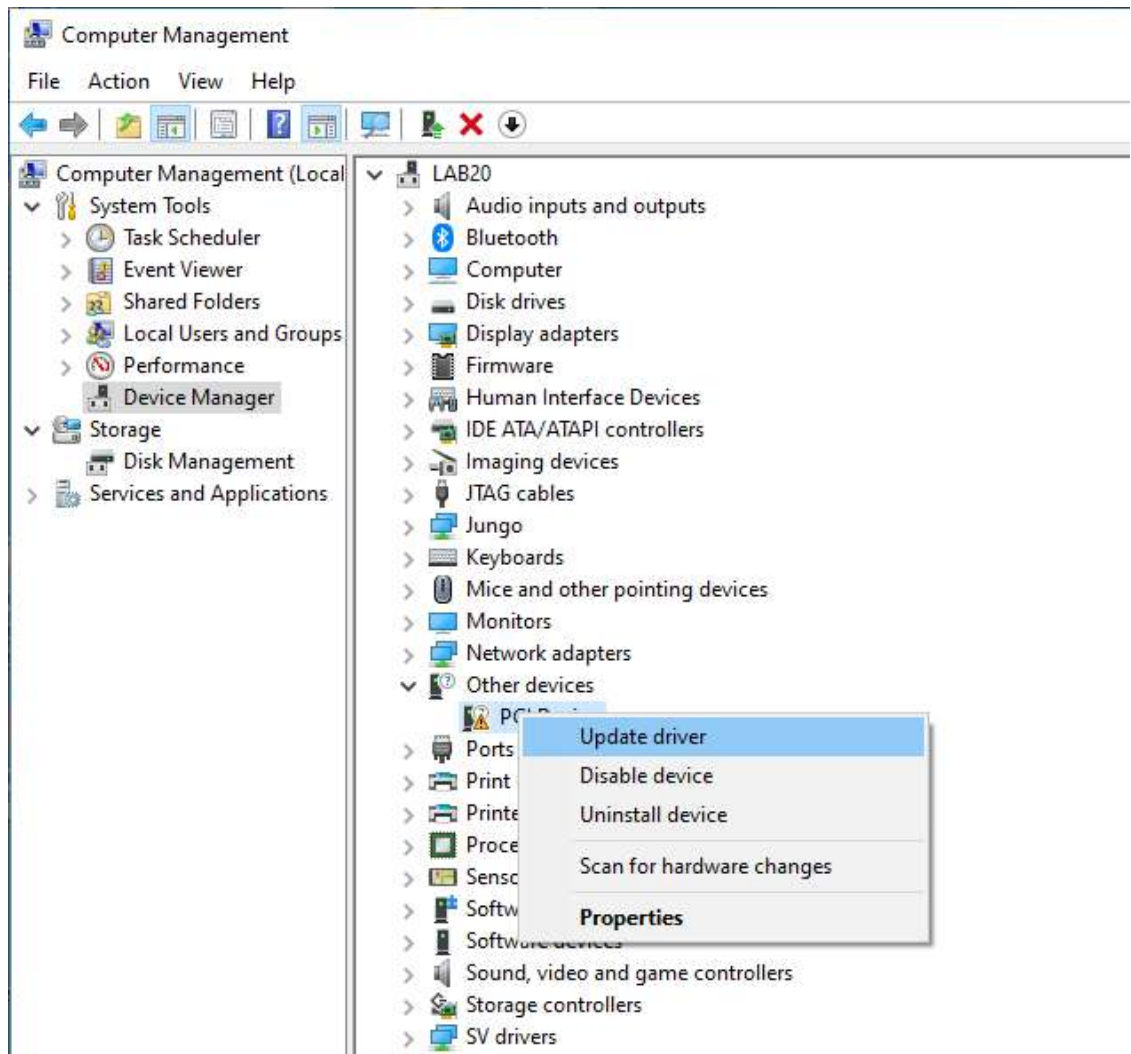 Computer Management
File Action View Help
Computer Management (Local
System Tools
Task Scheduler
Event Viewer
Shared Folders
Local Users and Groups
Performance
Device Manager
Storage
Disk Management
Services and Applications
LAB20
Audio inputs and outputs
Bluetooth
Computer
Disk drives
Display adapters
Firmware
Human Interface Devices
IDE ATA/ATAPI controllers
Imaging devices
JTAG cables
Jungo
Keyboards
Mice and other pointing devices
Monitors
Network adapters
Other devices
Ports
Print
Printe
Proce
Senso
Softw
Sound, video and game controllers
Storage controllers
SV drivers
Update driver
Disable device
Uninstall device
Scan for hardware changes
Properties